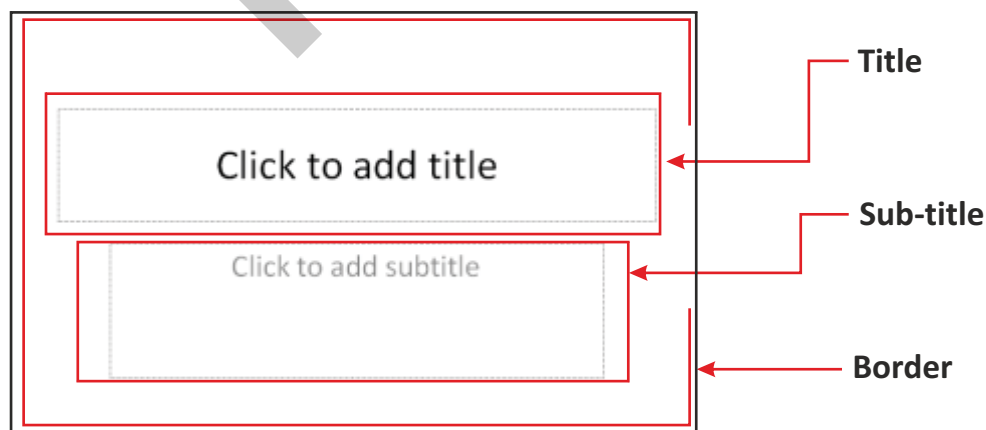 Title
Click to add title
Sub-title
Click to add subtitle
Border